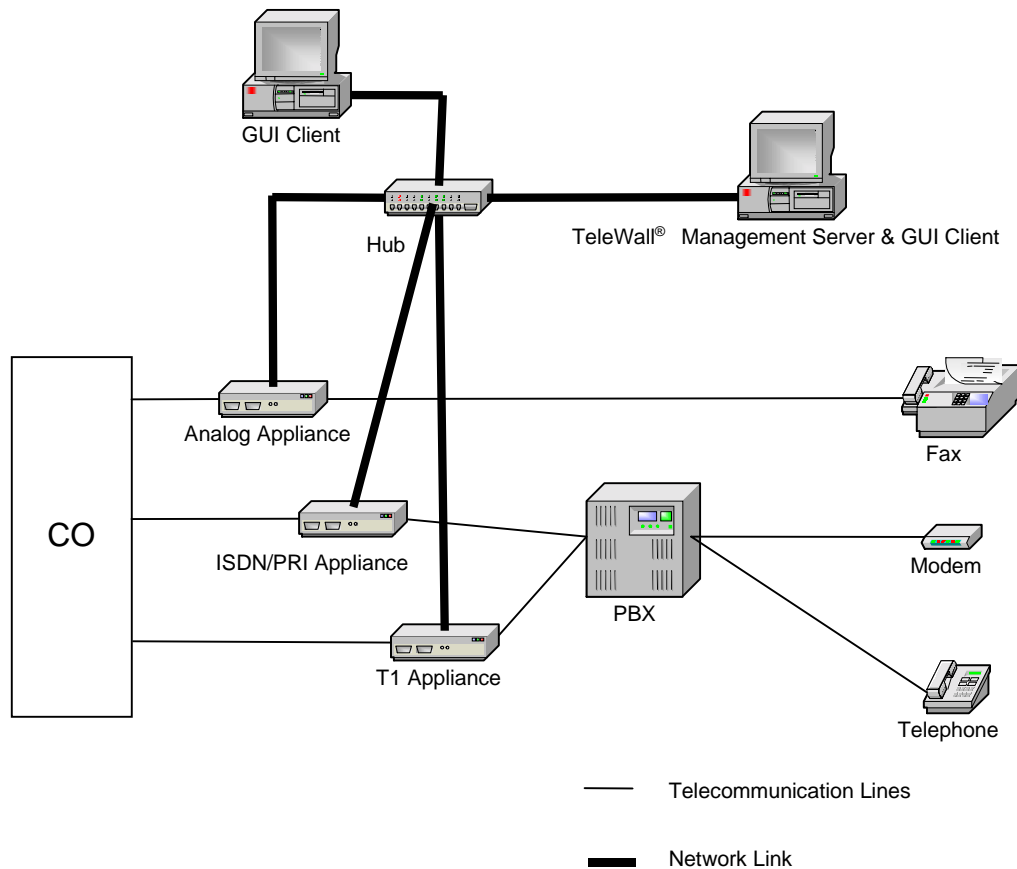 GUI Client
Hub
TeleWall® Management Server & GUI Client
Analog Appliance
Fax
CO
ISDN/PRI Appliance
Modem
PBX
T1 Appliance
Telephone
Telecommunication Lines
Network Link